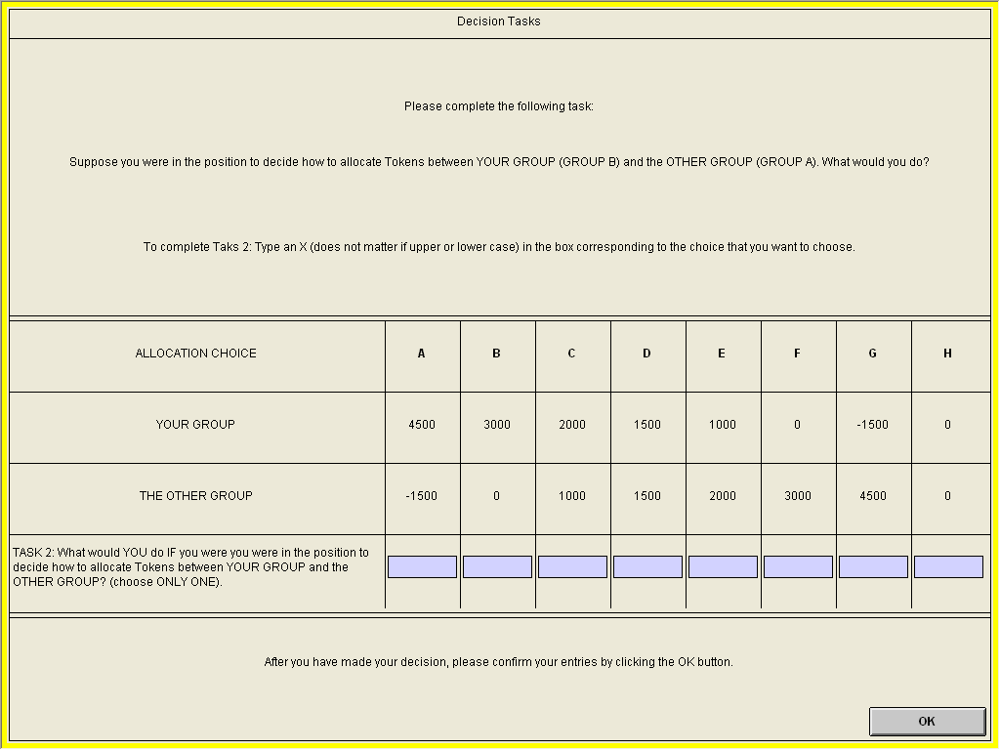 Decision Tasks
Please complete the following task:
Suppose you were in the position to decide how to allocate Tokens between YOUR GROUP (GROUP B) and the OTHER GROUP (GROUP A). What would you do?
To complete Taks 2: Type an X (does not matter if upper or lower case) in the box corresponding to the choice that you want to choose.
ALLOCATION CHOICE A B C D E F G H
YOUR GROUP 4500 3000 2000 1500 1000 0 -1500 0
THE OTHER GROUP -1500 0 1000 1500 2000 3000 4500 0
TASK 2: What would YOU do IF you were you were in the position to
decide how to allocate Tokens between YOUR GROUP and the
OTHER GROUP? (choose ONLY ONE).
After you have made your decision, please confirm your entries by clicking the OK button.
OK